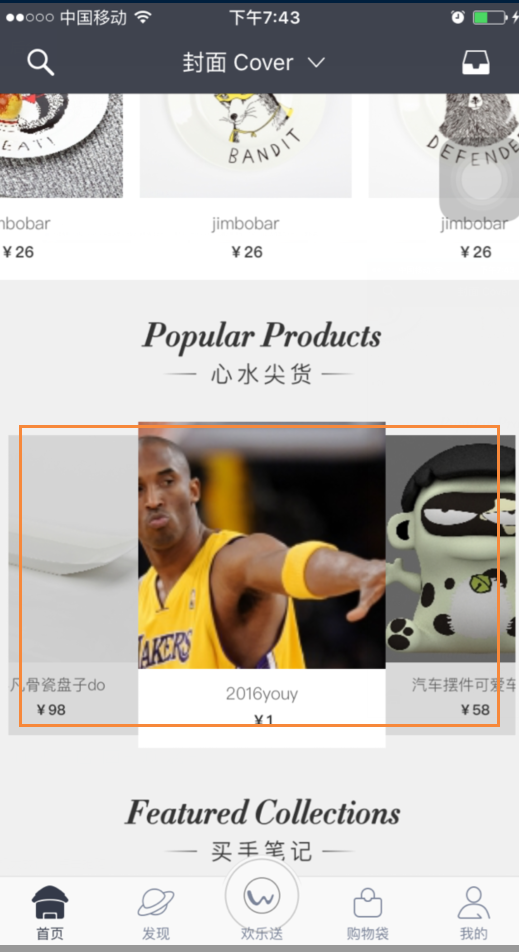 中国移动 下午7:43
封面 Cover
EAT!
BANDIT
DEFENDE
mbobar
jimbobar
jimbobar
¥26
¥26
¥26
Popular Products
心水尖货
LAKERS
凡骨瓷盘子do
2016youy
汽车摆件可爱车
¥98
¥1
¥58
Featured Collections
买手笔记
首页
发现
欢乐送
购物袋
我的